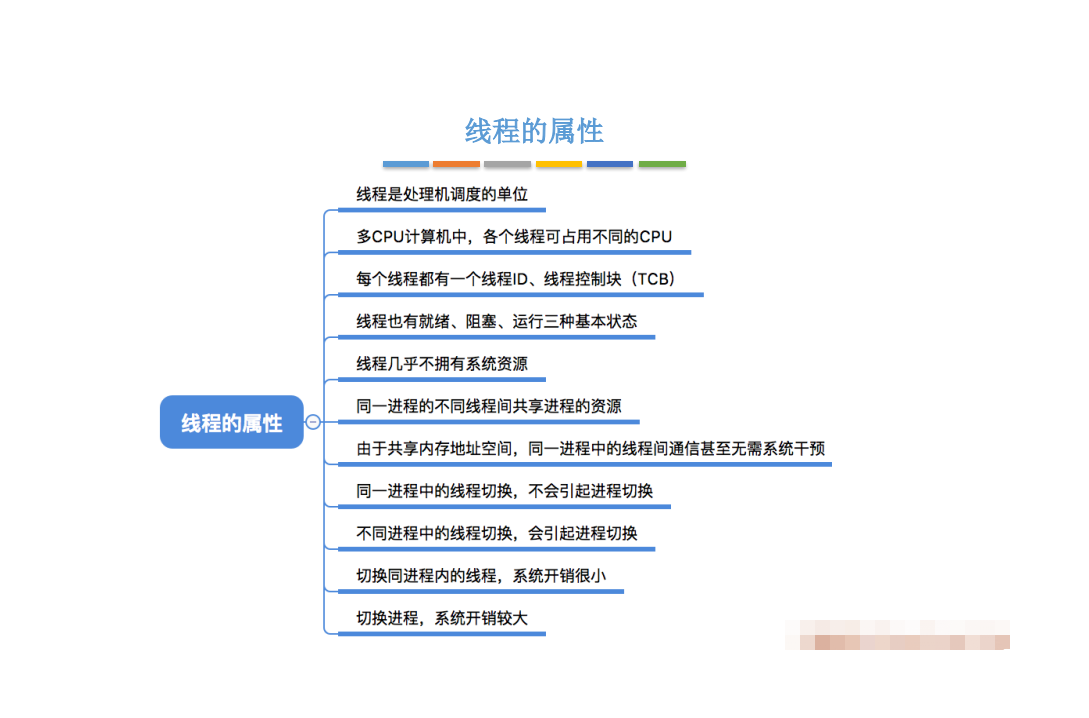 线程的属性
线程是处理机调度的单位
多CPU计算机中，各个线程可占用不同的CPU
每个线程都有一个线程ID、线程控制块（TCB）
线程也有就绪、阻塞、运行三种基本状态
线程几乎不拥有系统资源
同一进程的不同线程间共享进程的资源
线程的属性
由于共享内存地址空间，同一进程中的线程间通信甚至无需系统干预
同一进程中的线程切换，不会引起进程切换
不同进程中的线程切换，会引起进程切换
切换同进程内的线程，系统开销很小
切换进程，系统开销较大